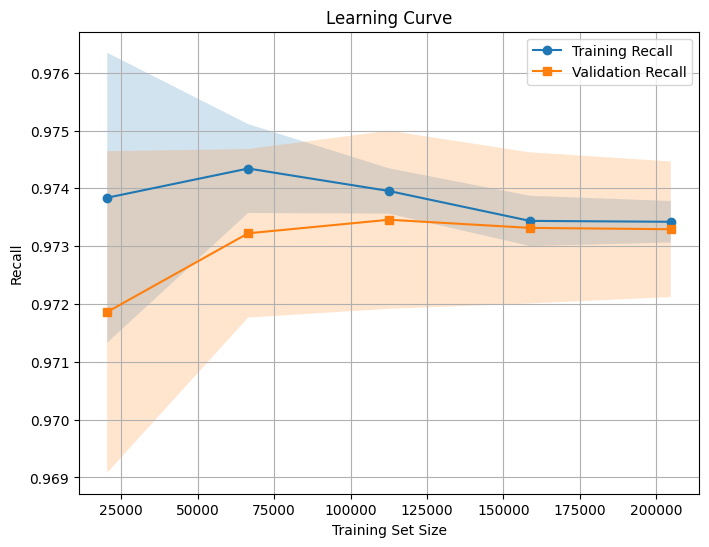 Learning Curve
Training Recall
Validation Recall
0.976
0.975
0.974
0.973
0.972
0.971
0.970
0.969
Recall
25000 50000 75000 100000 125000 150000 175000 200000
Training Set Size